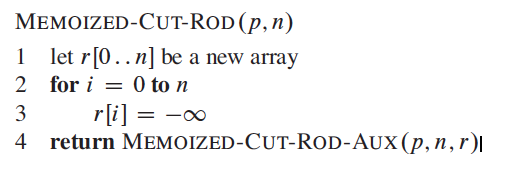 MEMOIZED-CUT-ROD(p, n)
1 let r[0..n] be a new array
2 for i = 0 to n
3 r[i] = −∞
4 return MEMOIZED-CUT-ROD-AUX(p, n, r)